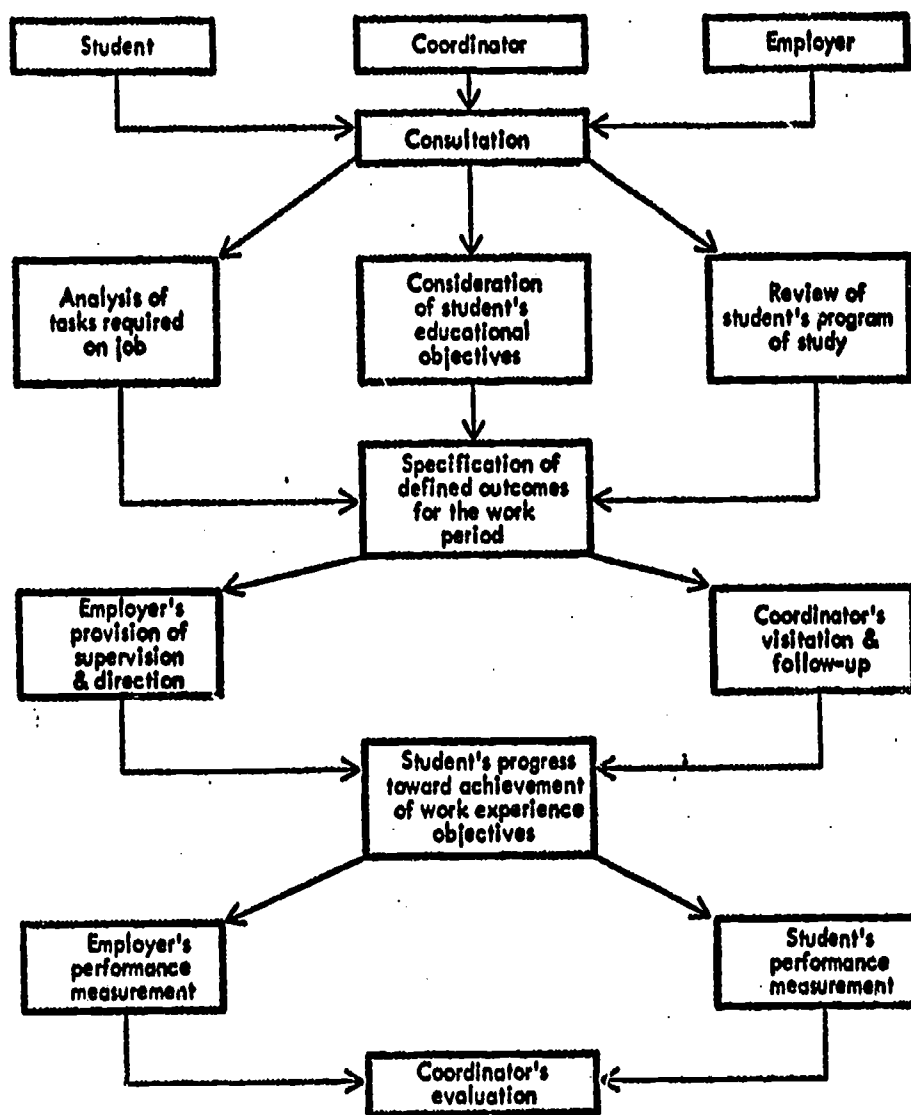 Student
Coordinator
Employer
Consultation
Analysis of
tasks required
on job
Consideration
of student's
educational
objectives
Review of
student's program
of study
Specification of
defined outcomes
for the work
period
Employer's
provision of
supervision
& direction
Coordinator's
visitation &
follow-up
Student's progress
toward achievement
of work experience
objectives
Employer's
performance
measurement
Student's
performance
measurement
Coordinator's
evaluation